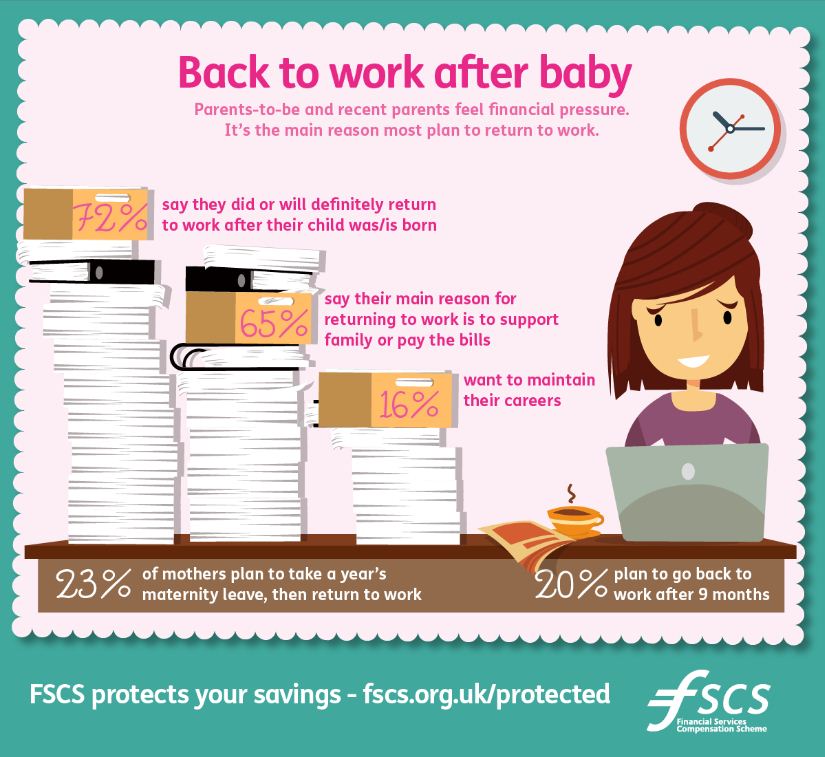 Back to work after baby
Parents-to-be and recent parents feel financial pressure.
It's the main reason most plan to return to work.
72%
say they did or will definitely return
to work after their child was/is born
65%
say their main reason for
returning to work is to support
family or pay the bills
16%
want to maintain
their careers
23%
of mothers plan to take a year's
maternity leave, then return to work
20%
plan to go back to
work after 9 months
FSCS protects your savings - fscs.org.uk/protected
fscs
Financial Services
Compensation Scheme